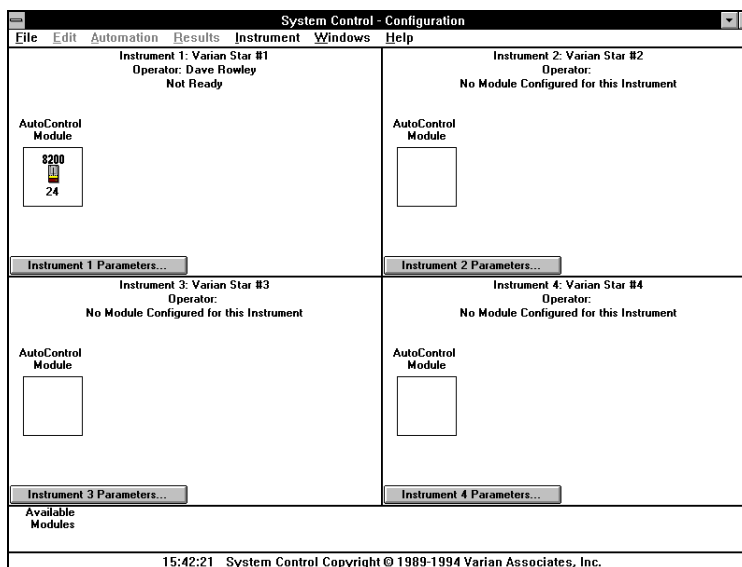 System Control - Configuration
File Edit Automation Results Instrument Windows Help
Instrument 1: Varian Star #1
Operator: Dave Rowley
Not Ready
AutoControl
Module
8200
24
Instrument 1 Parameters...
Instrument 2: Varian Star #2
Operator:
No Module Configured for this Instrument
AutoControl
Module
Instrument 2 Parameters...
Instrument 3: Varian Star #3
Operator:
No Module Configured for this Instrument
AutoControl
Module
Instrument 3 Parameters...
Instrument 4: Varian Star #4
Operator:
No Module Configured for this Instrument
AutoControl
Module
Instrument 4 Parameters...
Available
Modules
15:42:21 System Control Copyright © 1989-1994 Varian Associates, Inc.